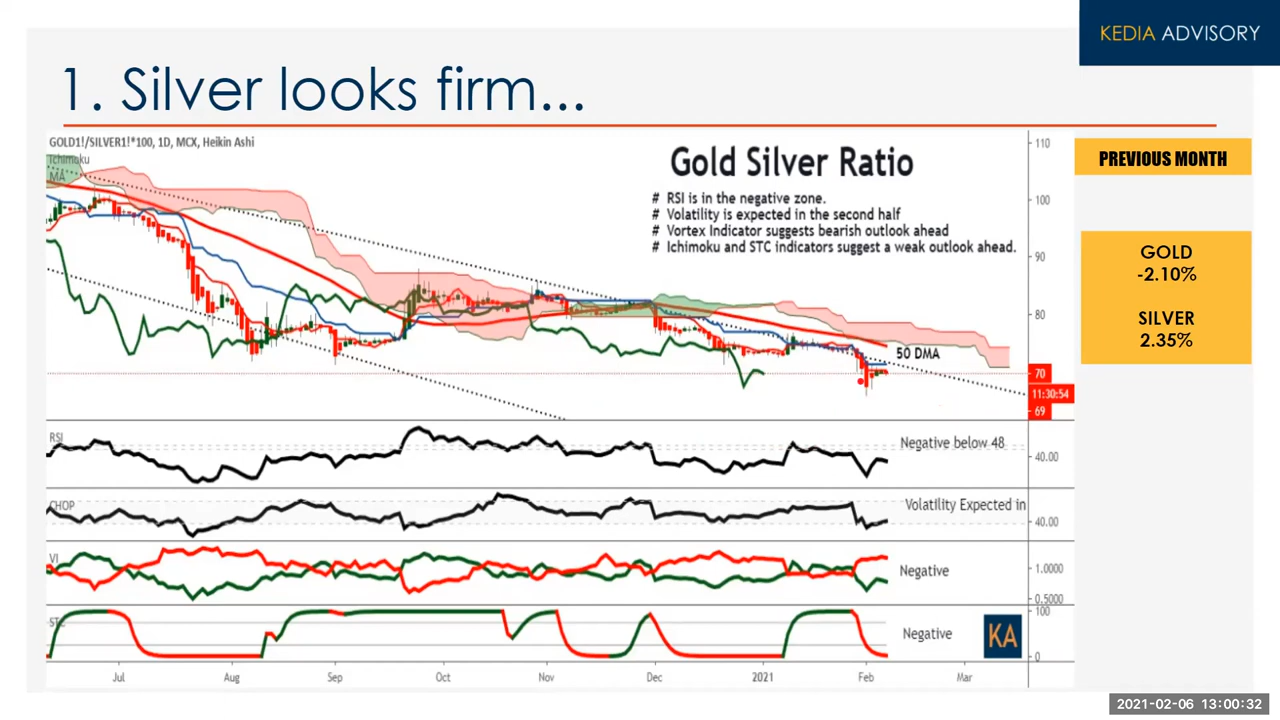 KEDIA ADVISORY
1. Silver looks firm...
GOLD1!/SILVER1!*100, 1D, MCX, Heikin Ashi
Ichimoku
MA
Gold Silver Ratio
# RSI is in the negative zone.
# Volatility is expected in the second half
# Vortex Indicator suggests bearish outlook ahead
# Ichimoku and STC indicators suggest a weak outlook ahead.
110
100
90
80
50 DMA
70
11:30:54
69
PREVIOUS MONTH
GOLD
-2.10%
SILVER
2.35%
RSI
Negative below 48
40.00
CHOP
Volatility Expected in
40.00
VI
Negative
1.0000
0.5000
STC
Negative
KA
100
0
Jul Aug Sep Oct Nov Dec 2021 Feb Mar
2021-02-06 13:00:32